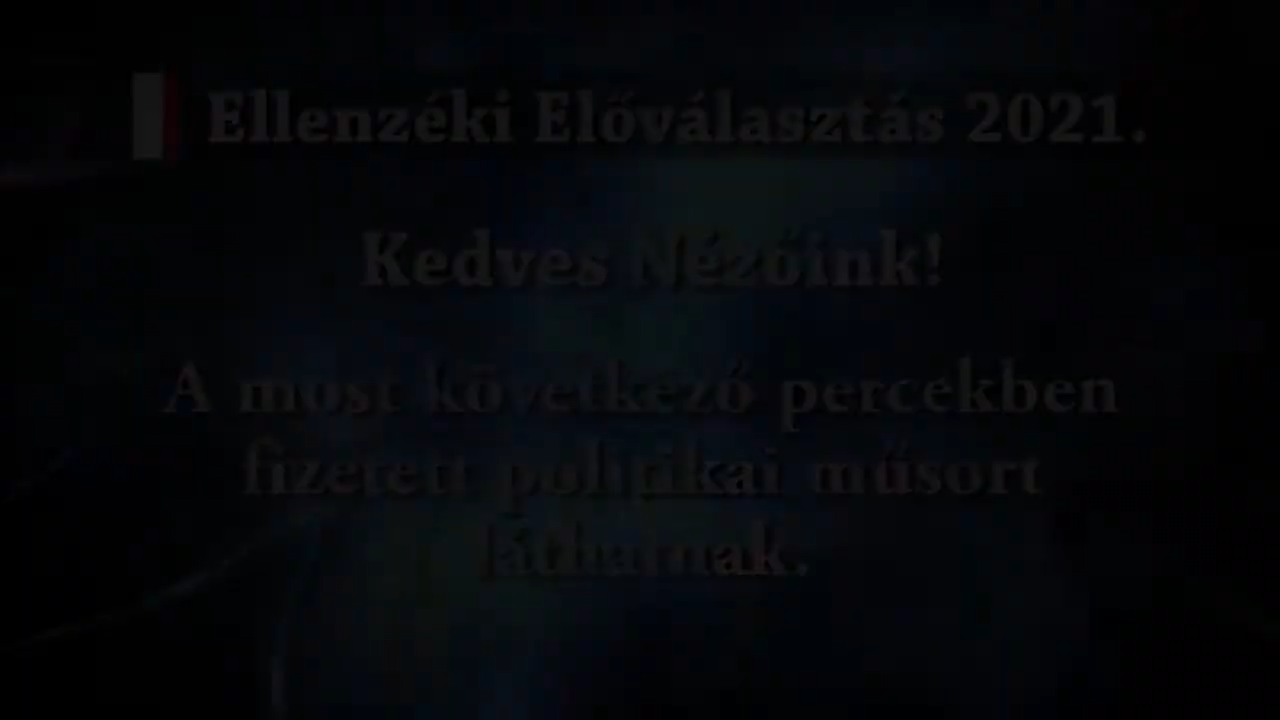 Ellenzéki Előválasztás 2021.
Kedves Nézőink!
A most következő percekben
fizetett politikai műsort
láthatnak.